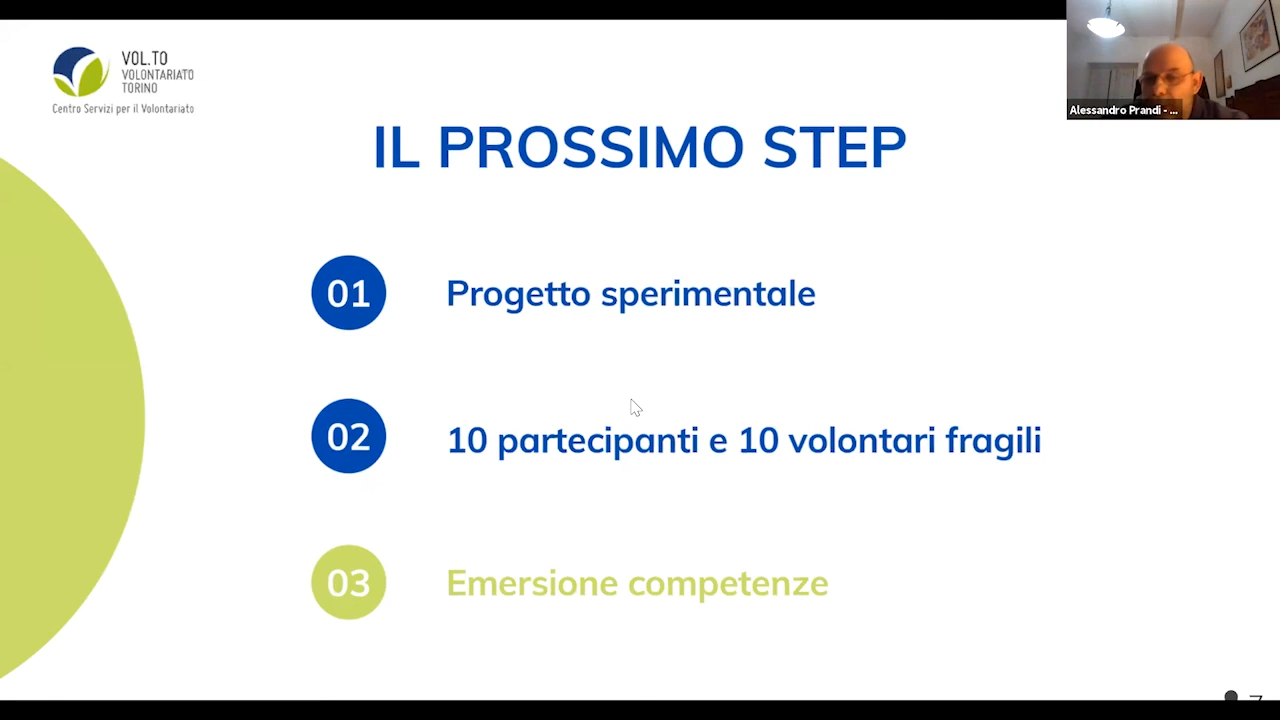 VOL.TO
VOLONTARIATO
TORINO
Centro Servizi per il Volontariato
Alessandro Prandi - ...
IL PROSSIMO STEP
01 Progetto sperimentale
02 10 partecipanti e 10 volontari fragili
03 Emersione competenze